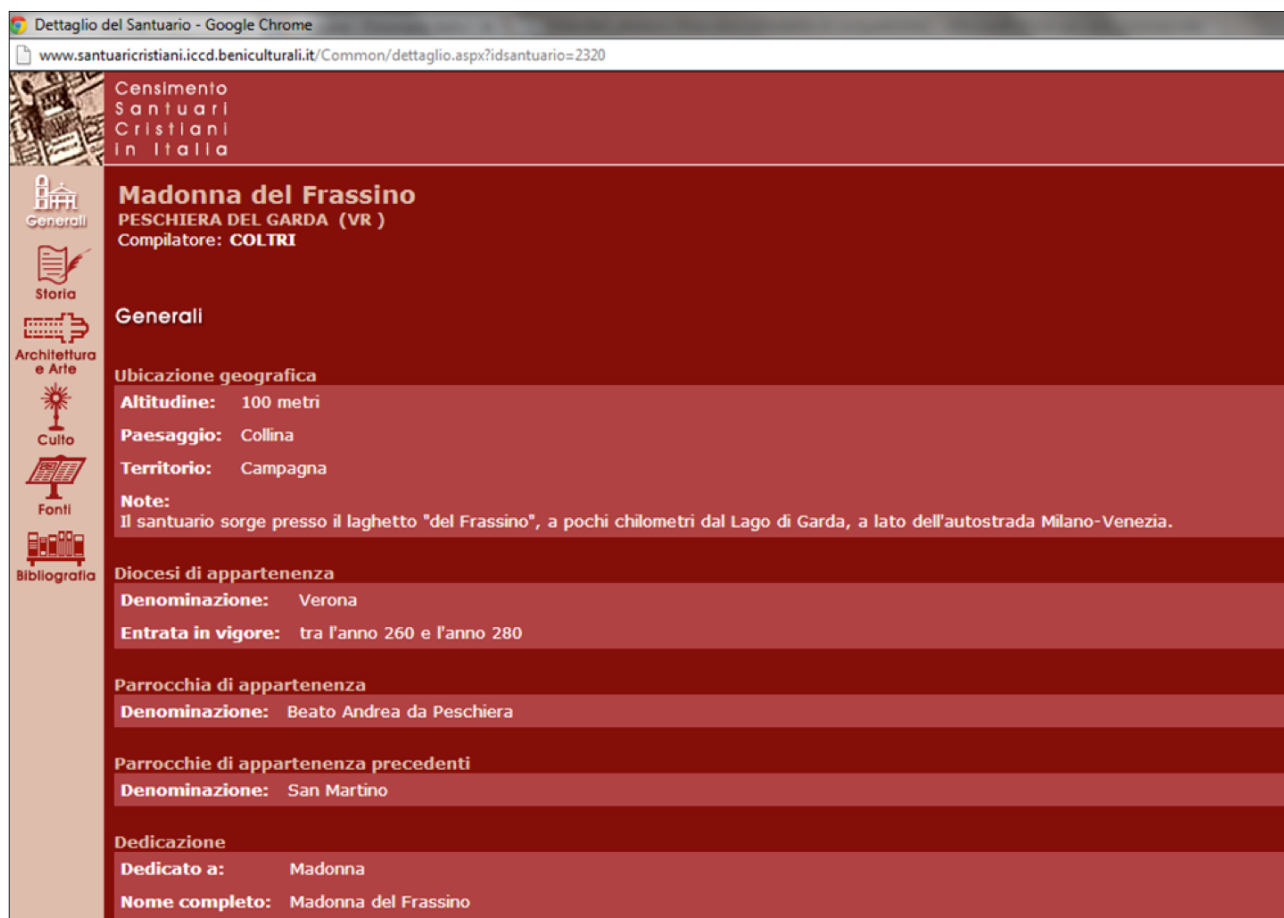 Dettaglio del Santuario - Google Chrome
www.santuaricristiani.iccd.beniculturali.it/Common/dettaglio.aspx?idsantuario=2320
Censimento
Santuari
Cristiani
in Italia
Generali
Storia
Architettura
e Arte
Culto
Fonti
Bibliografia
Madonna del Frassino
PESCHIERA DEL GARDA (VR )
Compilatore: COLTRI
Generali
Ubicazione geografica
Altitudine: 100 metri
Paesaggio: Collina
Territorio: Campagna
Note:
Il santuario sorge presso il laghetto "del Frassino", a pochi chilometri dal Lago di Garda, a lato dell'autostrada Milano-Venezia.
Diocesi di appartenenza
Denominazione: Verona
Entrata in vigore: tra l'anno 260 e l'anno 280
Parrocchia di appartenenza
Denominazione: Beato Andrea da Peschiera
Parrocchie di appartenenza precedenti
Denominazione: San Martino
Dedicazione
Dedicato a: Madonna
Nome completo: Madonna del Frassino